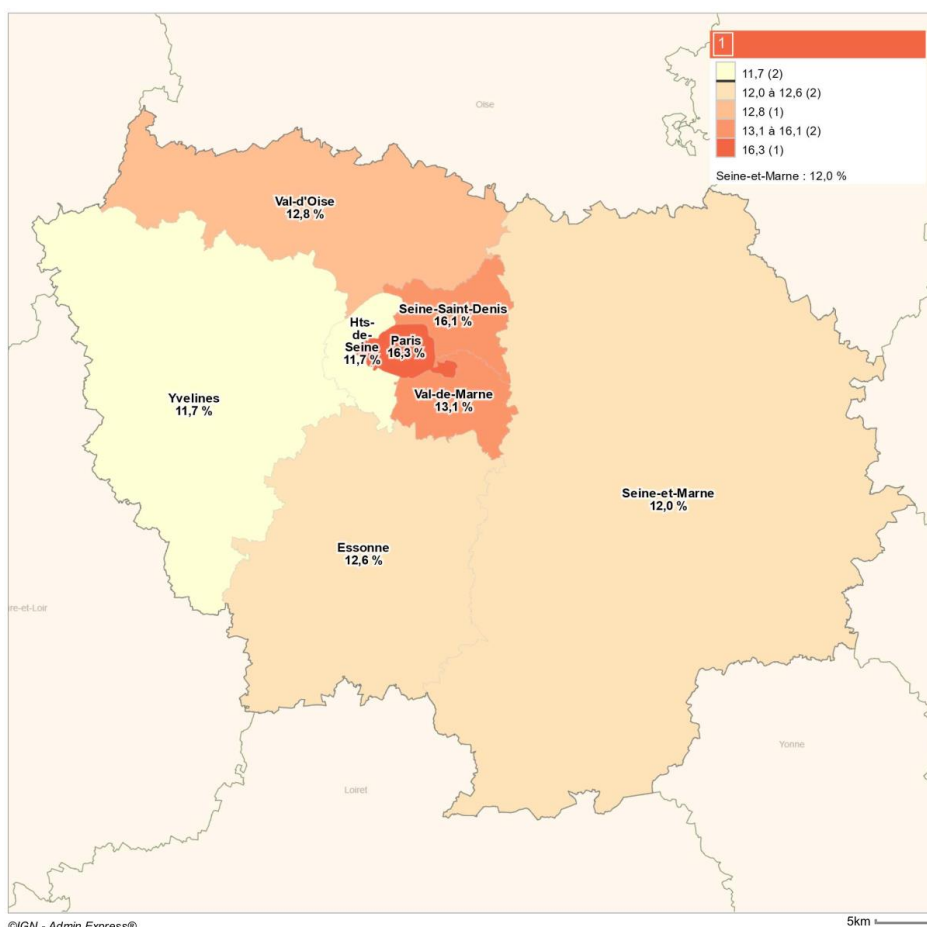 1
11,7 (2)
12,0 à 12,6 (2)
12,8 (1)
13,1 à 16,1 (2)
16,3 (1)
Seine-et-Marne : 12,0 %
Oise
Val-d'Oise
12,8 %
Seine-Saint-Denis
16,1 %
Hts-
de-
Seine
11,7 %
Paris
16,3 %
Val-de-Marne
13,1 %
Yvelines
11,7 %
Seine-et-Marne
12,0 %
Essonne
12,6 %
re-et-Loir
Yonne
Loiret
©IGN - Admin Express®
5km